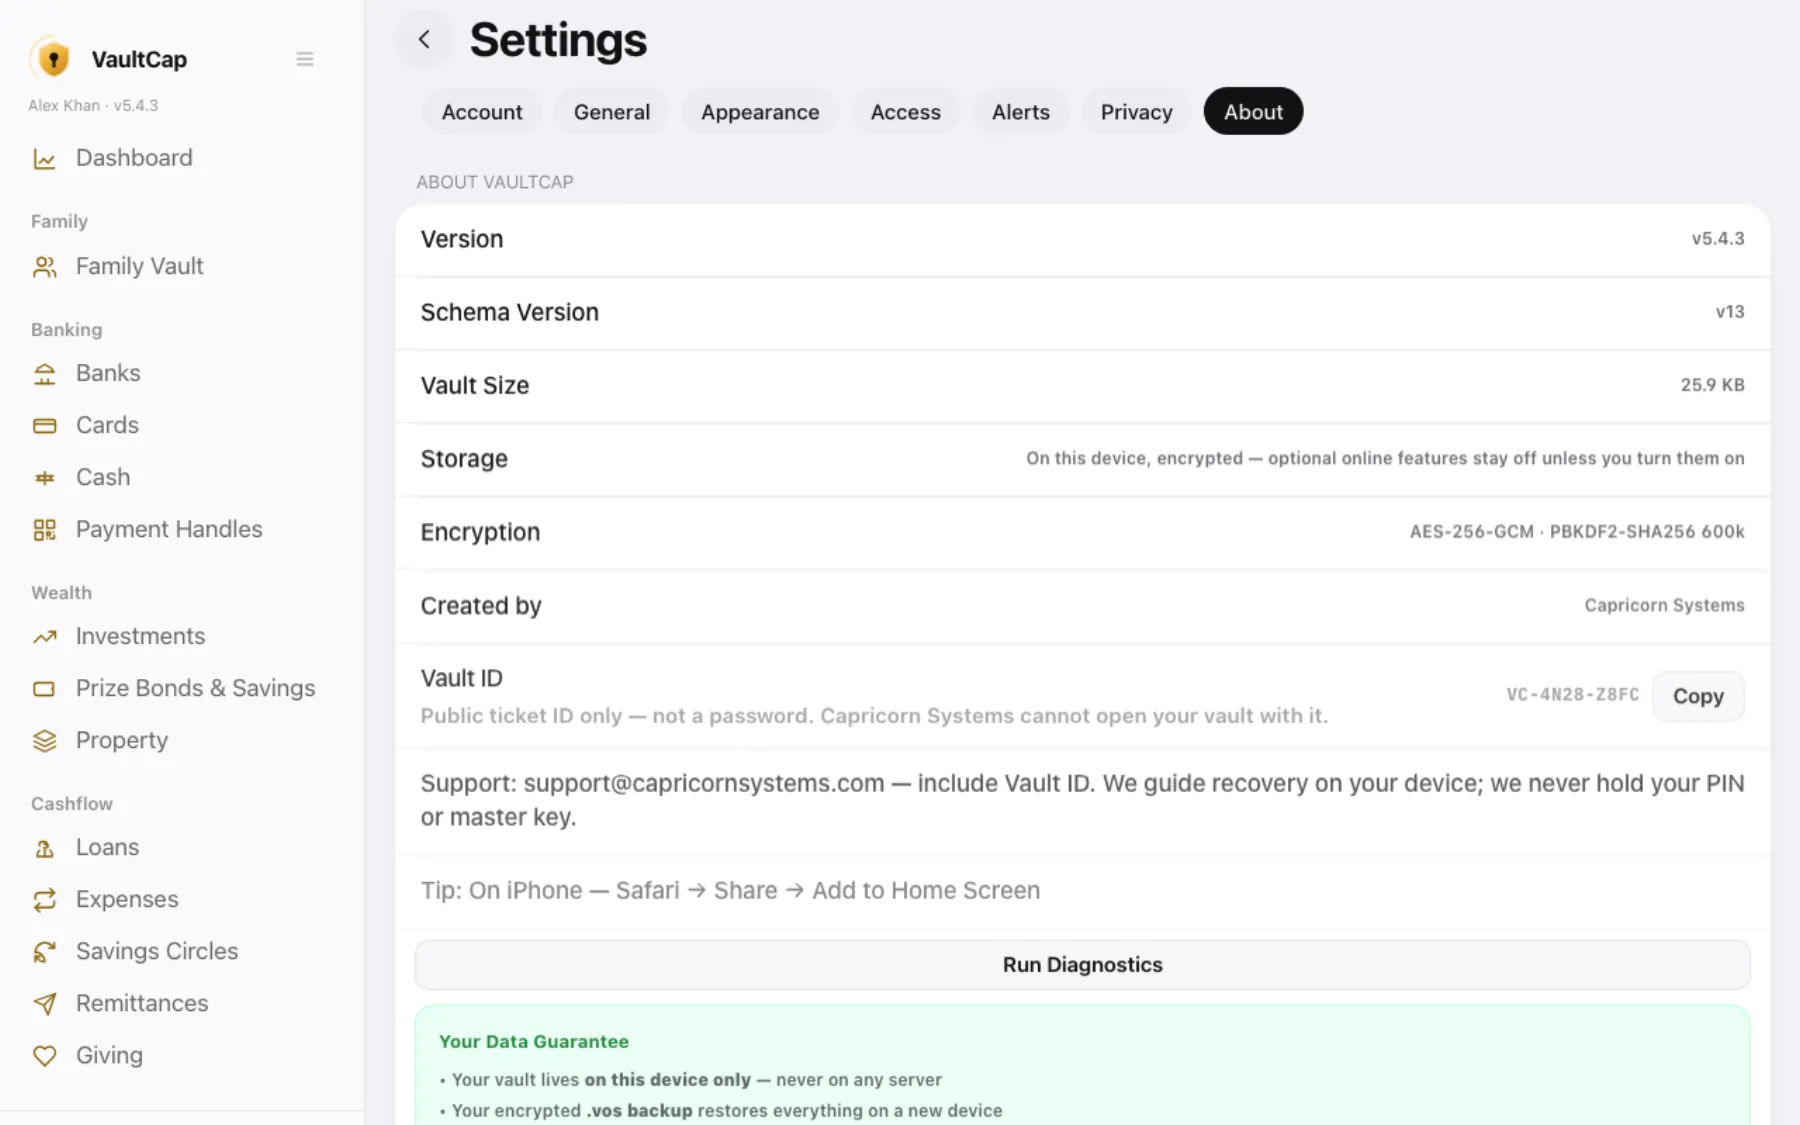 VaultCap
Alex Khan · v5.4.3
Dashboard
Family
Family Vault
Banking
Banks
Cards
Cash
Payment Handles
Wealth
Investments
Prize Bonds & Savings
Property
Cashflow
Loans
Expenses
Savings Circles
Remittances
Giving
Settings
Account General Appearance Access Alerts Privacy About
ABOUT VAULTCAP
Version v5.4.3
Schema Version v13
Vault Size 25.9 KB
Storage On this device, encrypted — optional online features stay off unless you turn them on
Encryption AES-256-GCM · PBKDF2-SHA256 600k
Created by Capricorn Systems
Vault ID
Public ticket ID only — not a password. Capricorn Systems cannot open your vault with it.
VC-4N28-Z8FC Copy
Support: support@capricornsystems.com — include Vault ID. We guide recovery on your device; we never hold your PIN
or master key.
Tip: On iPhone — Safari → Share → Add to Home Screen
Run Diagnostics
Your Data Guarantee
• Your vault lives on this device only — never on any server
• Your encrypted .vos backup restores everything on a new device